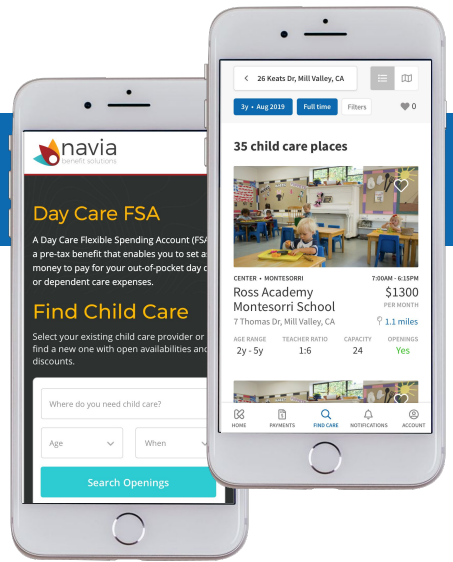 navia
benefit solutions
Day Care FSA
A Day Care Flexible Spending Account (FSA
a pre-tax benefit that enables you to set as
money to pay for your out-of-pocket day c
or dependent care expenses.
Find Child Care
Select your existing child care provider or
find a new one with open availabilities and
discounts.
Where do you need child care?
Age
When
Search Openings
26 Keats Dr, Mill Valley, CA
3y • Aug 2019 Full time Filters 0
35 child care places
CENTER • MONTESORRI 7:00AM - 6:15PM
Ross Academy $1300
Montesorri School PER MONTH
7 Thomas Dr, Mill Valley, CA 1.1 miles
AGE RANGE TEACHER RATIO CAPACITY OPENINGS
2y - 5y 1:6 24 Yes
HOME PAYMENTS FIND CARE NOTIFICATIONS ACCOUNT